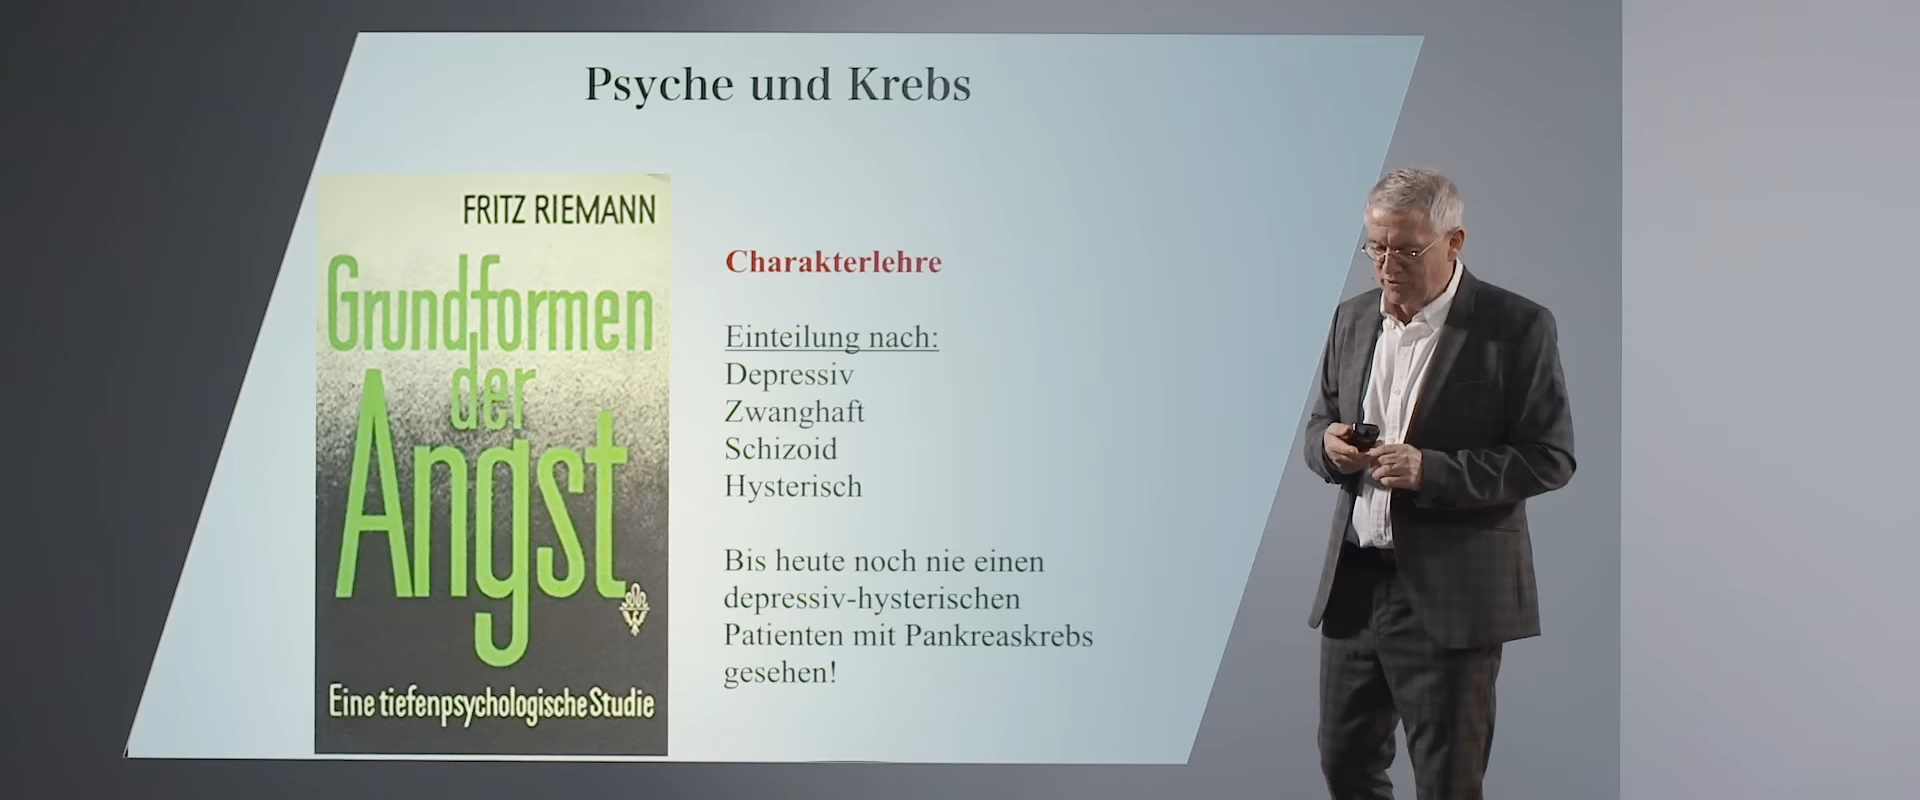 Psyche und Krebs
FRITZ RIEMANN
Grundformen
der
Angst
Eine tiefenpsychologische Studie
Charakterlehre
Einteilung nach:
Depressiv
Zwanghaft
Schizoid
Hysterisch
Bis heute noch nie einen
depressiv-hysterischen
Patienten mit Pankreaskrebs
gesehen!